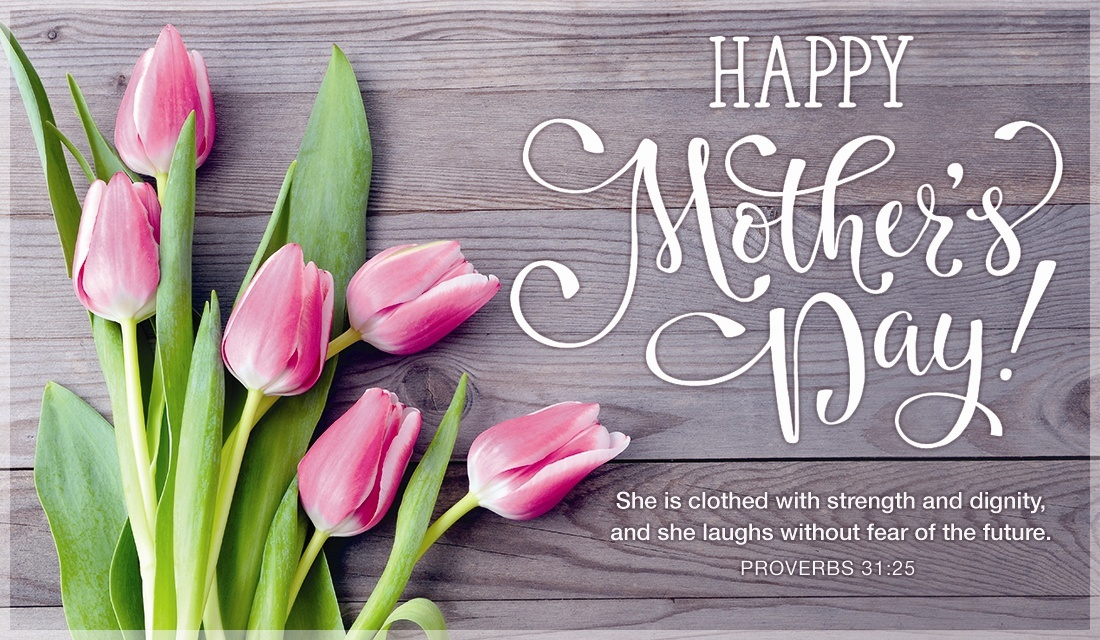 HAPPY
Mother's
Day!
She is clothed with strength and dignity,
and she laughs without fear of the future.
PROVERBS 31:25